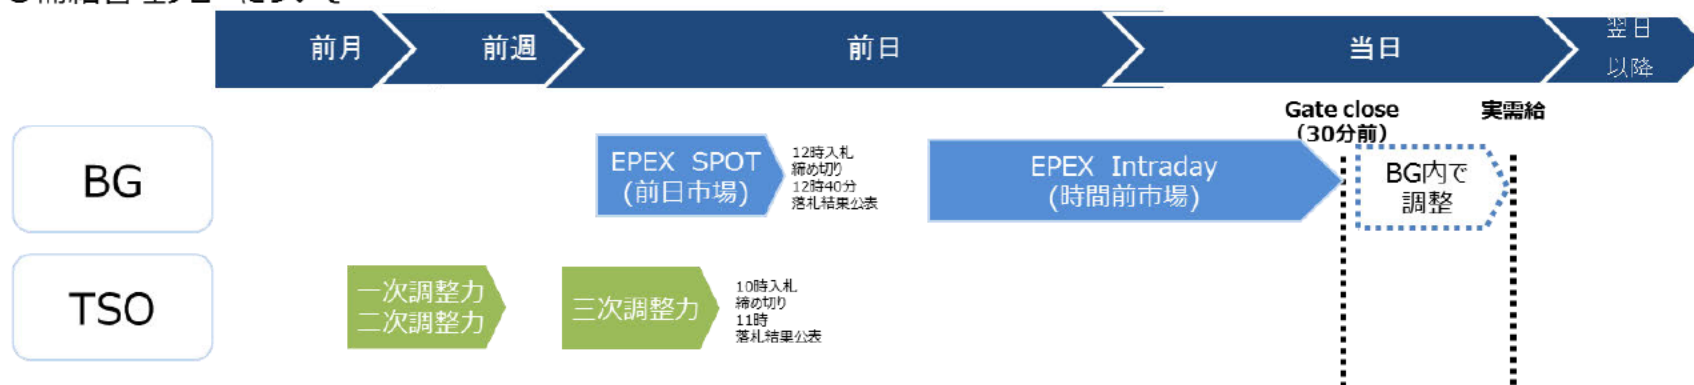 前月
前週
前日
当日
翌日
以降
Gate close
（30分前）
実需給
BG
EPEX SPOT
(前日市場)
12時入札
締め切り
12時40分
落札結果公表
EPEX Intraday
(時間前市場)
BG内で
調整
TSO
一次調整力
二次調整力
三次調整力
10時入札
締め切り
11時
落札結果公表